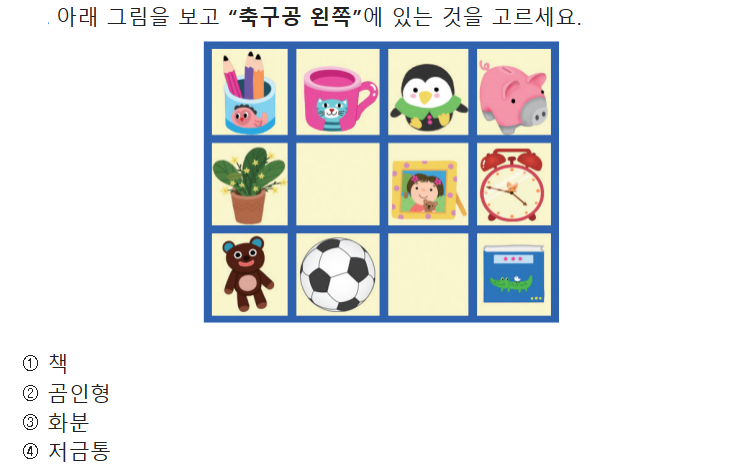 . 아래 그림을 보고 “축구공 왼쪽”에 있는 것을 고르세요.
① 책
② 곰인형
③ 화분
④ 저금통